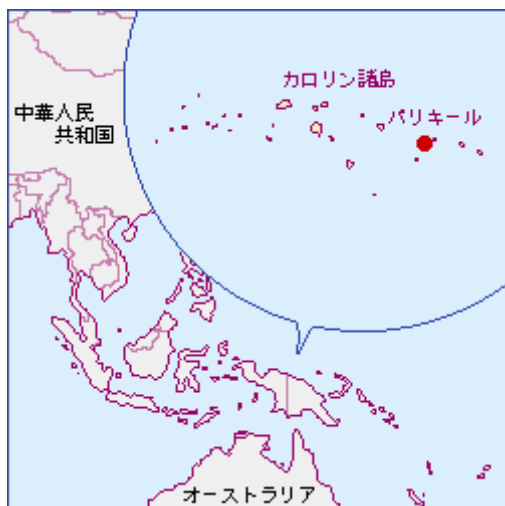 カロリン諸島
パリキール
中華人民
共和国
オーストラリア